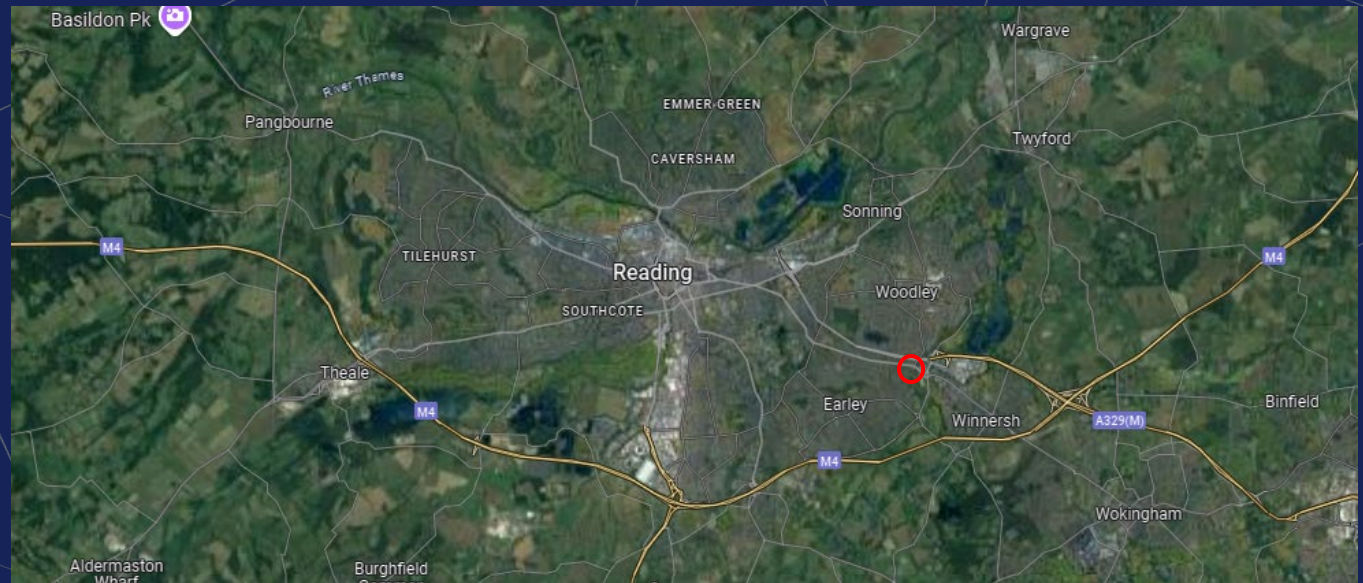 Basildon Pk
Wargrave
River Thames
EMMER GREEN
Pangbourne
Twyford
CAVERSHAM
Sonning
M4
TILEHURST
M4
Reading
Woodley
SOUTHCOTE
Theale
Earley
Binfield
M4
Winnersh
A329(M)
M4
Wokingham
Aldermaston
Wharf
Burghfield